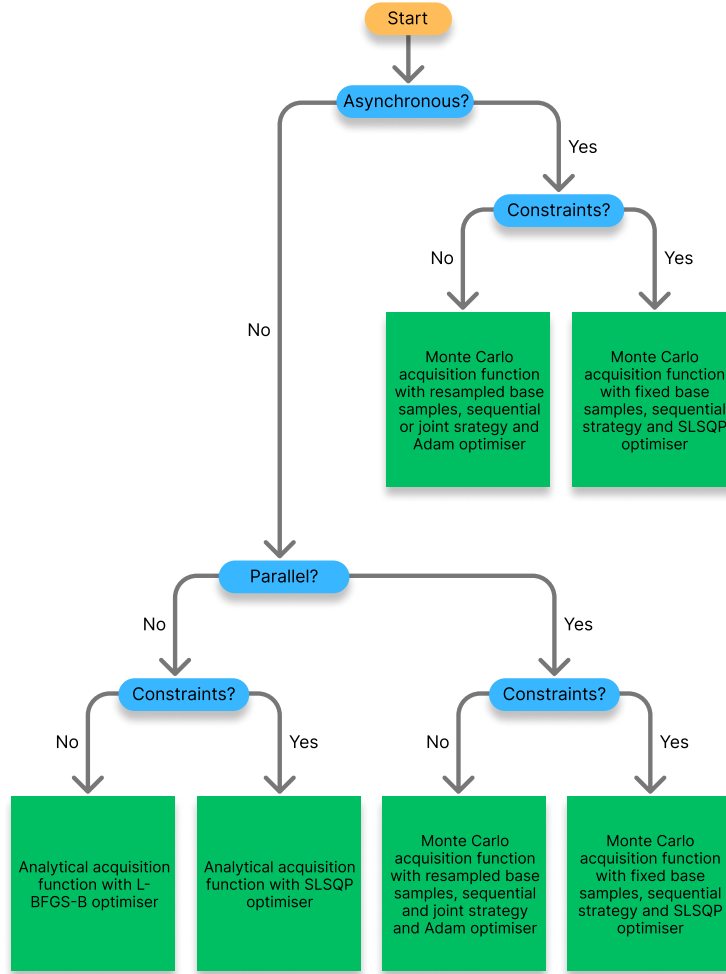 Start
Asynchronous?
Yes
Constraints?
No
Yes
No
Monte Carlo
acquisition function
with resampled base
samples, sequential
or joint srategy and
Adam optimiser
Monte Carlo
acquisition function
with fixed base
samples, sequential
strategy and SLSQP
optimiser
Parallel?
No
Yes
Constraints?
Constraints?
No
Yes
No
Yes
Analytical acquisition
function with L-
BFGS-B optimiser
Analytical acquisition
function with SLSQP
optimiser
Monte Carlo
acquisition function
with resampled base
samples, sequential
and joint strategy
and Adam optimiser
Monte Carlo
acquisition function
with fixed base
samples, sequential
strategy and SLSQP
optimiser